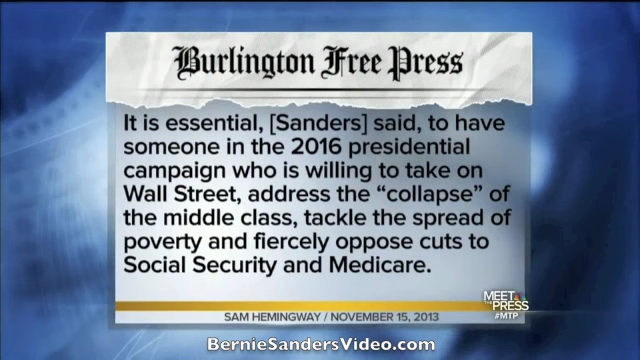 Burlington Free Press
It is essential, [Sanders] said, to have
someone in the 2016 presidential
campaign who is willing to take on
Wall Street, address the “collapse” of
the middle class, tackle the spread of
poverty and fiercely oppose cuts to
Social Security and Medicare.
MEET
THE PRESS
#MTP
SAM HEMINGWAY / NOVEMBER 15, 2013
BernieSandersVideo.com